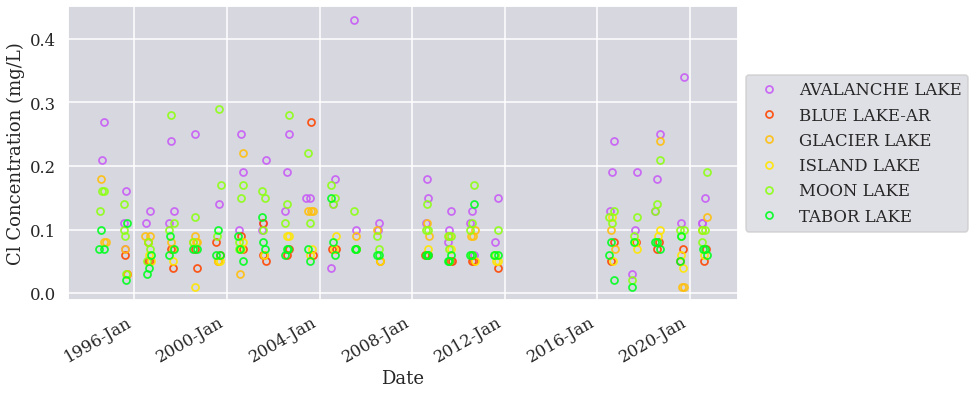 Cl Concentration (mg/L)
0.4
0.3
0.2
0.1
0.0
1996-Jan
2000-Jan
2004-Jan
2008-Jan
2012-Jan
2016-Jan
2020-Jan
Date
AVALANCHE LAKE
BLUE LAKE-AR
GLACIER LAKE
ISLAND LAKE
MOON LAKE
TABOR LAKE